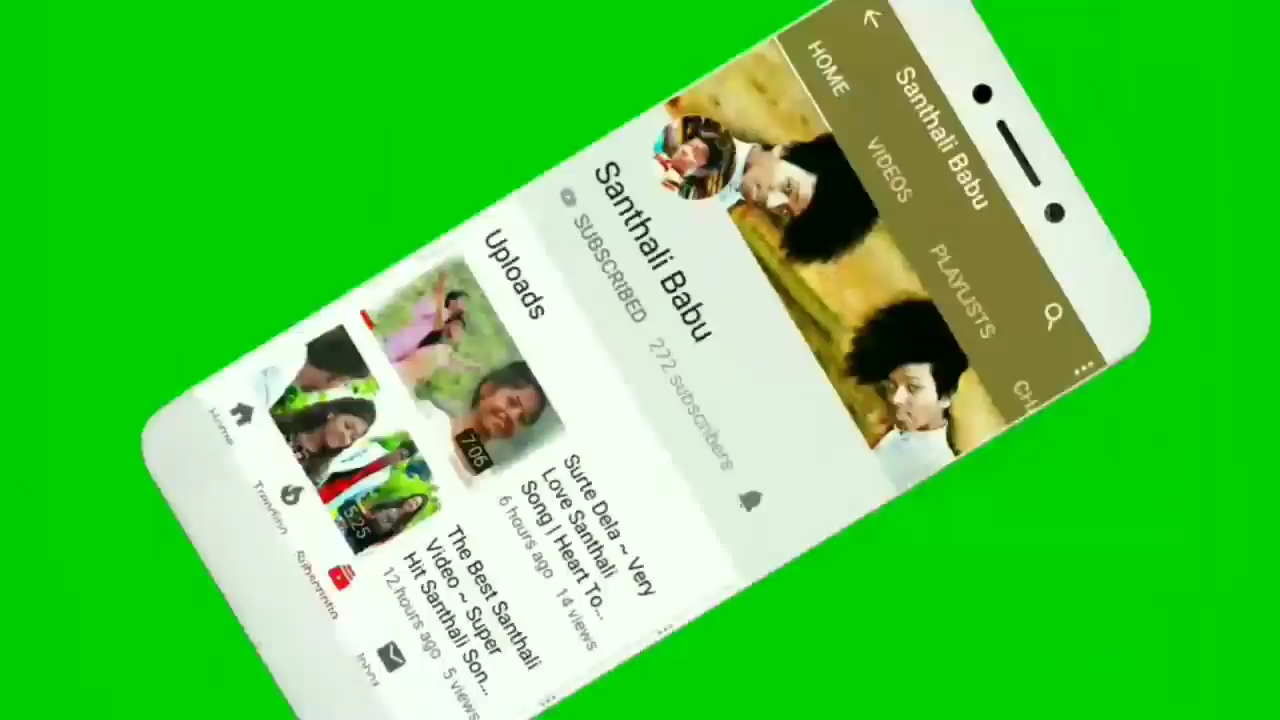 Santhali Babu
HOME VIDEOS PLAYLISTS
Santhali Babu
SUBSCRIBED 272 subscribers
Uploads
7:06
Surte Dela ~ Very
Love Santhali
Song | Heart To...
6 hours ago · 14 views
5:25
The Best Santhali
Video ~ Super
Hit Santhali Son...
12 hours ago · 5 views
Home